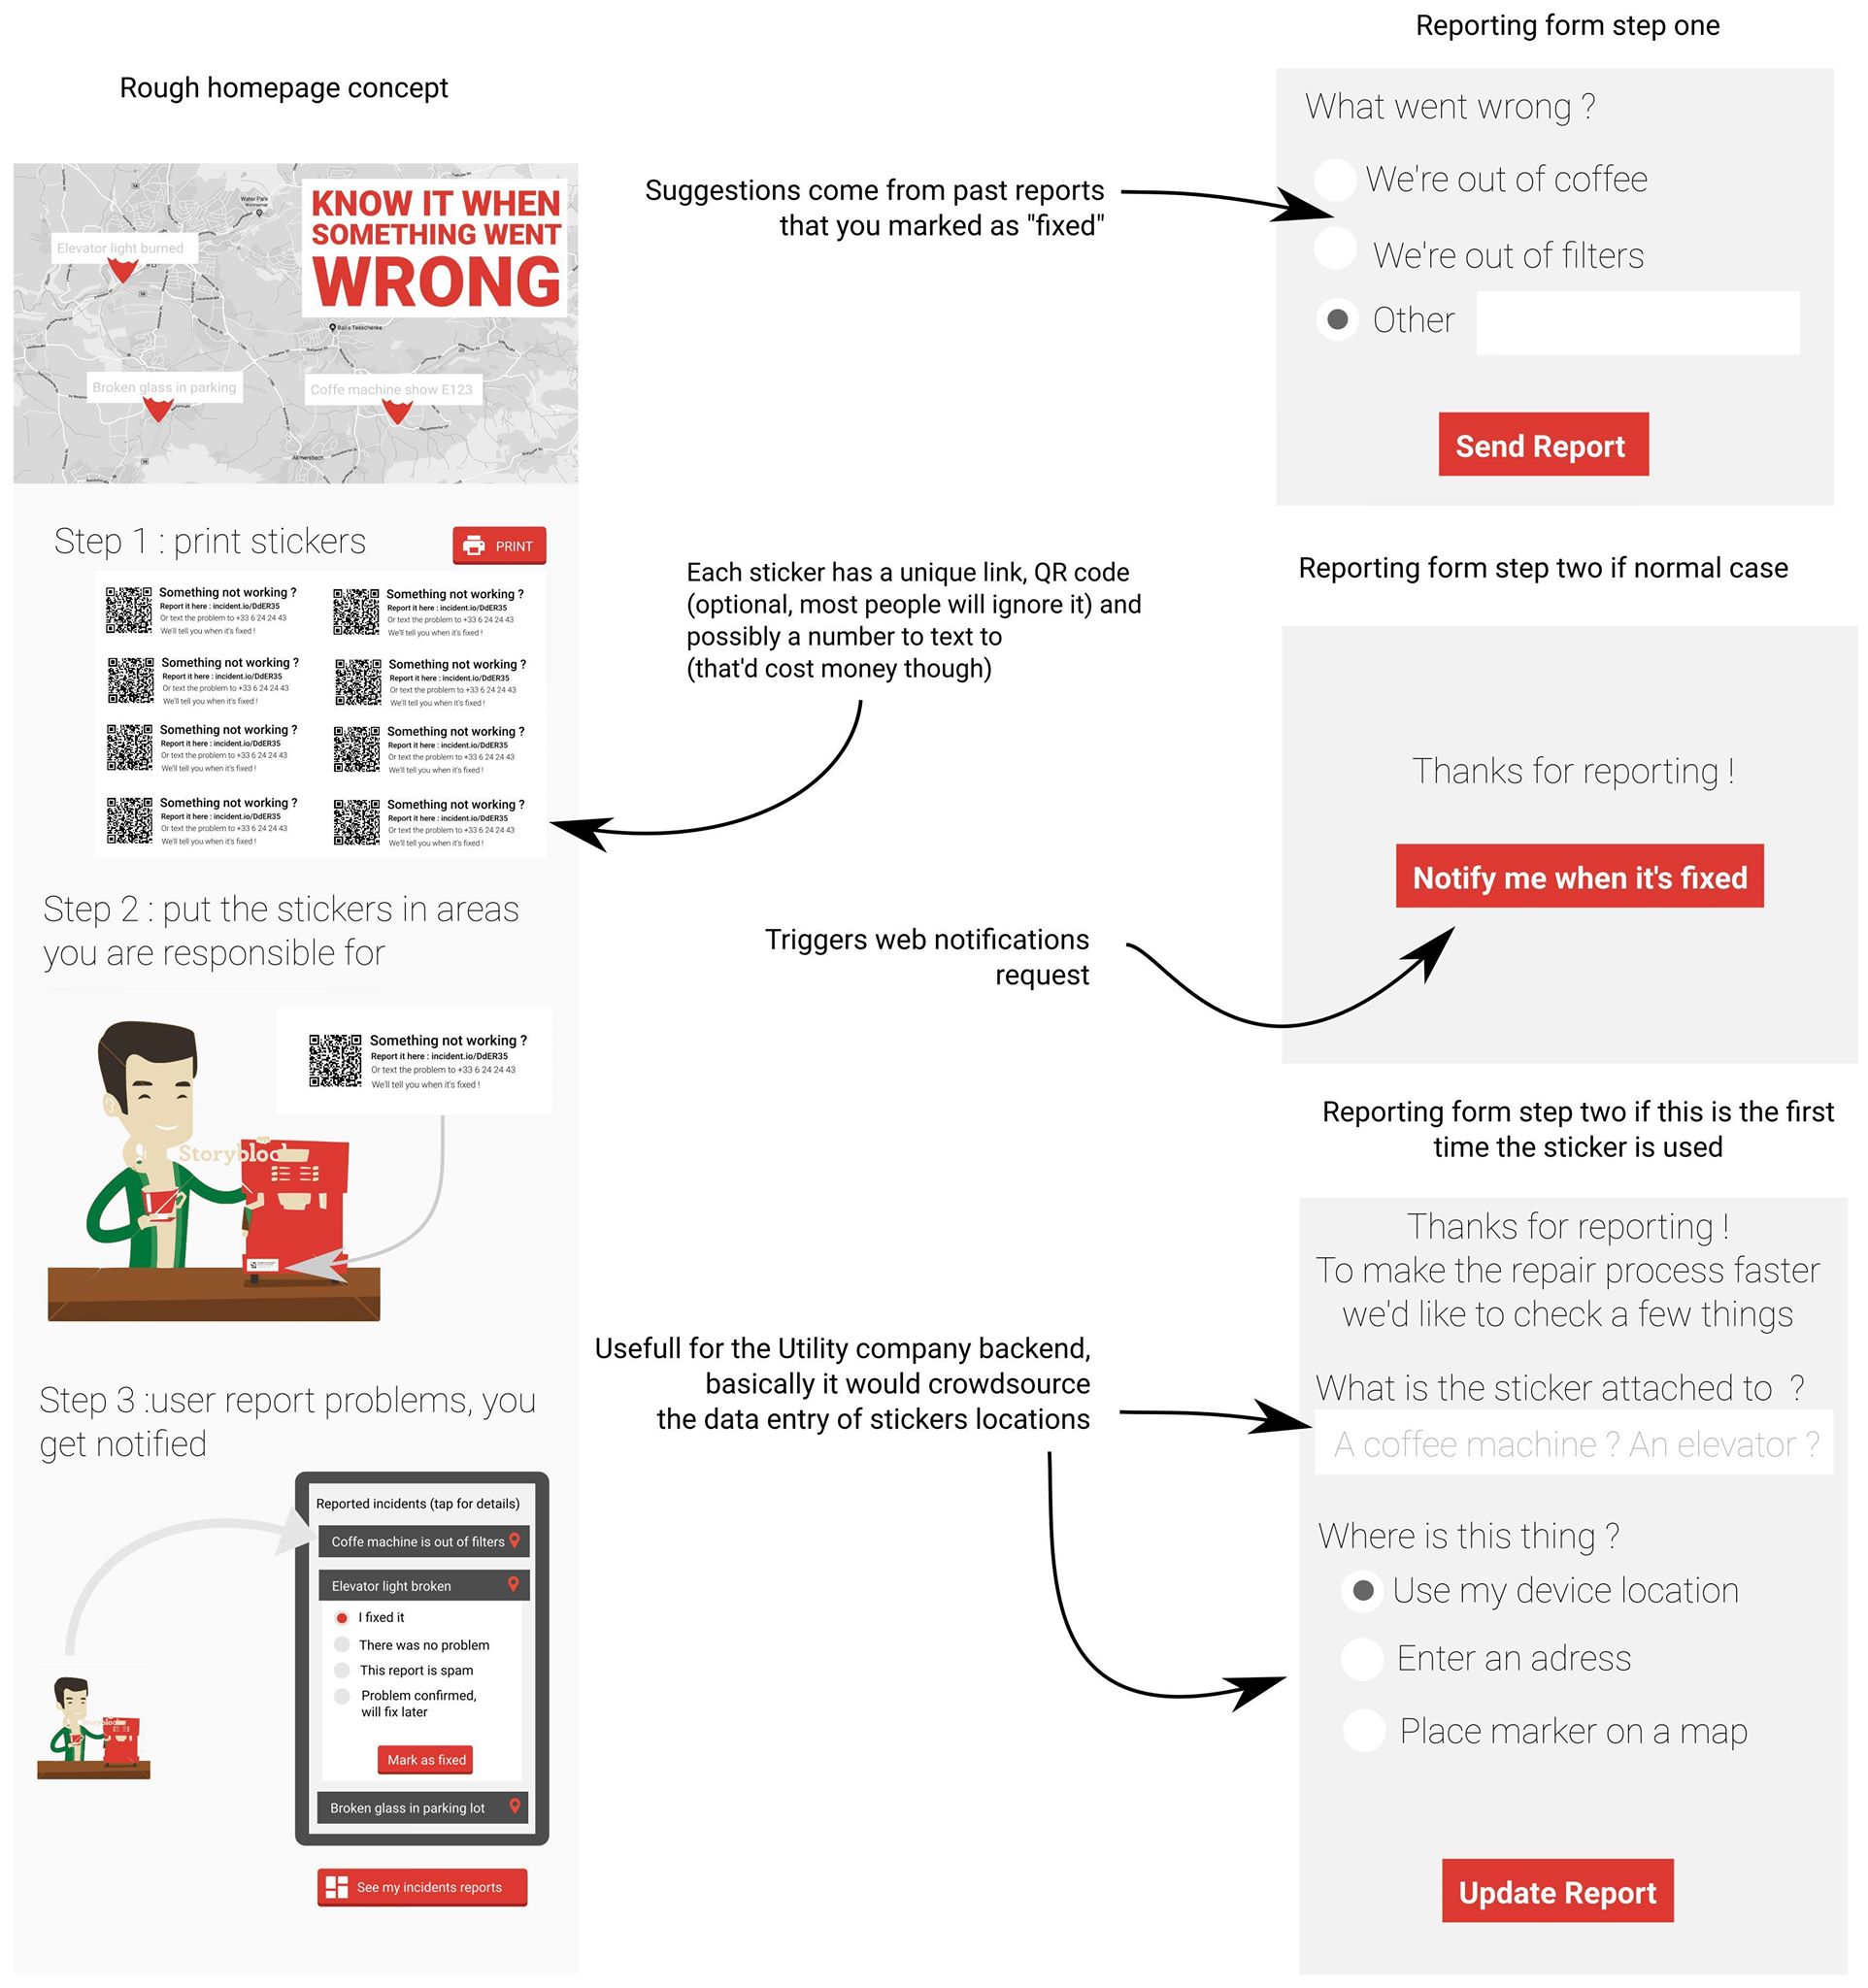 Rough homepage concept
KNOW IT WHEN
SOMETHING WENT
WRONG
Water Park
Elevator light burned
Broken glass in parking
Coffe machine show E123
Allmersbach
Step 1 : print stickers
PRINT
Something not working ?
Report it here : incident.io/DdER35
Or text the problem to +33 6 24 24 43
We'll tell you when it's fixed !
Something not working ?
Report it here : incident.io/DdER35
Or text the problem to +33 6 24 24 43
We'll tell you when it's fixed !
Something not working ?
Report it here : incident.io/DdER35
Or text the problem to +33 6 24 24 43
We'll tell you when it's fixed !
Something not working ?
Report it here : incident.io/DdER35
Or text the problem to +33 6 24 24 43
We'll tell you when it's fixed !
Something not working ?
Report it here : incident.io/DdER35
Or text the problem to +33 6 24 24 43
We'll tell you when it's fixed !
Something not working ?
Report it here : incident.io/DdER35
Or text the problem to +33 6 24 24 43
We'll tell you when it's fixed !
Something not working ?
Report it here : incident.io/DdER35
Or text the problem to +33 6 24 24 43
We'll tell you when it's fixed !
Something not working ?
Report it here : incident.io/DdER35
Or text the problem to +33 6 24 24 43
We'll tell you when it's fixed !
Step 2 : put the stickers in areas
you are responsible for
Something not working ?
Report it here : incident.io/DdER35
Or text the problem to +33 6 24 24 43
We'll tell you when it's fixed !
Step 3 :user report problems, you
get notified
Reported incidents (tap for details)
Coffe machine is out of filters
Elevator light broken
I fixed it
There was no problem
This report is spam
Problem confirmed,
will fix later
Mark as fixed
Broken glass in parking lot
See my incidents reports
Suggestions come from past reports
that you marked as "fixed"
Each sticker has a unique link, QR code
(optional, most people will ignore it) and
possibly a number to text to
(that'd cost money though)
Triggers web notifications
request
Usefull for the Utility company backend,
basically it would crowdsource
the data entry of stickers locations
Reporting form step one
What went wrong ?
We're out of coffee
We're out of filters
Other
Send Report
Reporting form step two if normal case
Thanks for reporting !
Notify me when it's fixed
Reporting form step two if this is the first
time the sticker is used
Thanks for reporting !
To make the repair process faster
we'd like to check a few things
What is the sticker attached to ?
A coffee machine ? An elevator ?
Where is this thing ?
Use my device location
Enter an adress
Place marker on a map
Update Report